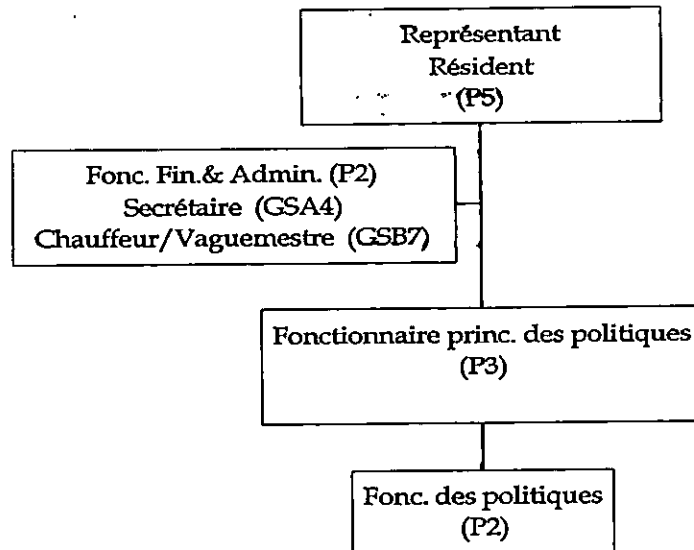 Représentant
Résident
(P5)
Fonc. Fin.& Admin. (P2)
Secrétaire (GSA4)
Chauffeur/Vaguemestre (GSB7)
Fonctionnaire princ. des politiques
(P3)
Fonc. des politiques
(P2)